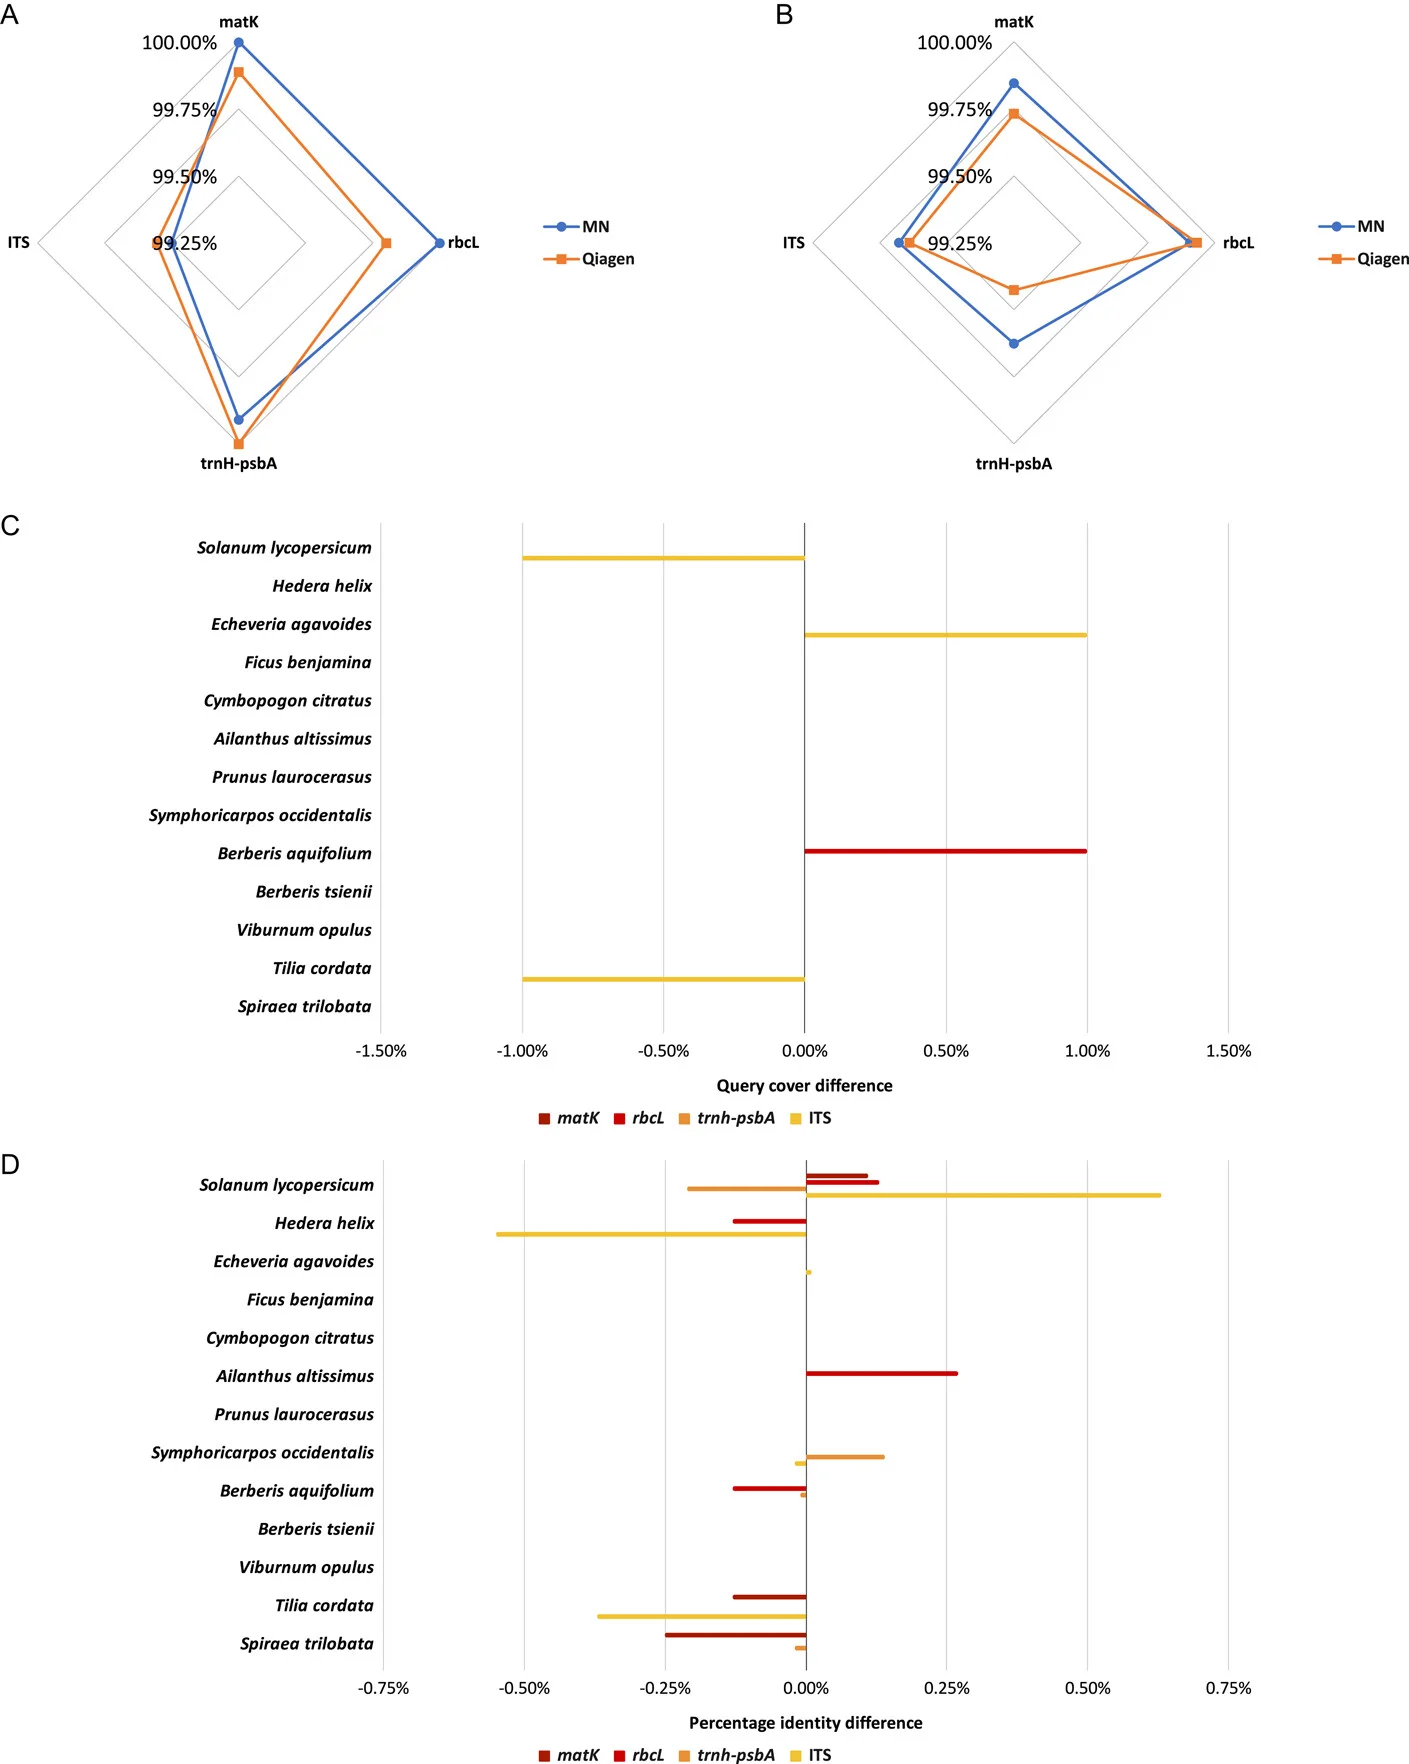 A
matK
100.00%
99.75%
99.50%
ITS
99.25%
rbcL
trnH-psbA
MN
Qiagen
B
matK
100.00%
99.75%
99.50%
ITS
99.25%
rbcL
trnH-psbA
MN
Qiagen
C
Solanum lycopersicum
Hedera helix
Echeveria agavoides
Ficus benjamina
Cymbopogon citratus
Ailanthus altissimus
Prunus laurocerasus
Symphoricarpos occidentalis
Berberis aquifolium
Berberis tsienii
Viburnum opulus
Tilia cordata
Spiraea trilobata
-1.50% -1.00% -0.50% 0.00% 0.50% 1.00% 1.50%
Query cover difference
matK rbcL trnh-psbA ITS
D
Solanum lycopersicum
Hedera helix
Echeveria agavoides
Ficus benjamina
Cymbopogon citratus
Ailanthus altissimus
Prunus laurocerasus
Symphoricarpos occidentalis
Berberis aquifolium
Berberis tsienii
Viburnum opulus
Tilia cordata
Spiraea trilobata
-0.75% -0.50% -0.25% 0.00% 0.25% 0.50% 0.75%
Percentage identity difference
matK rbcL trnh-psbA ITS